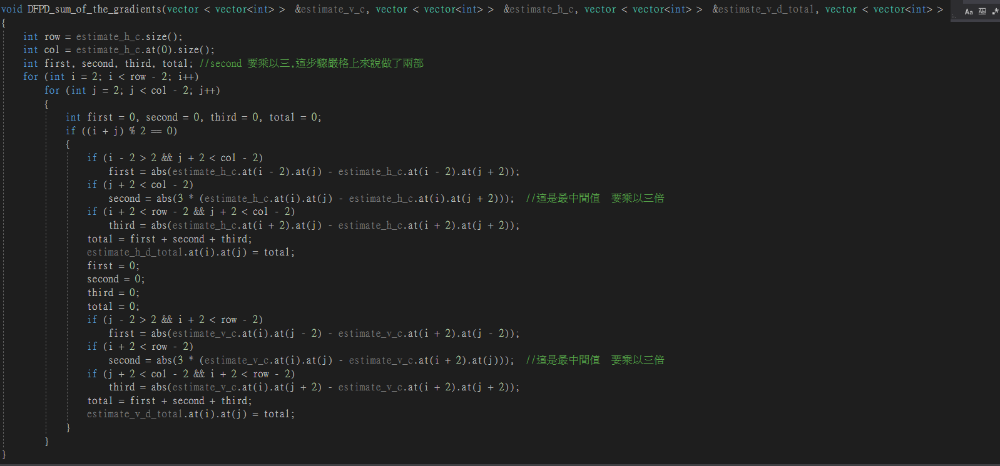 void DFPD_sum_of_the_gradients(vector < vector<int> >  &estimate_v_c, vector < vector<int> >  &estimate_h_c, vector < vector<int> >  &estimate_v_d_total, vector < vector<int> > Aa Ab .*
{
    int row = estimate_h_c.size();
    int col = estimate_h_c.at(0).size();
    int first, second, third, total; //second 要乘以三,這步驟嚴格上來說做了兩部
    for (int i = 2; i < row - 2; i++)
        for (int j = 2; j < col - 2; j++)
        {
            int first = 0, second = 0, third = 0, total = 0;
            if ((i + j) % 2 == 0)
            {
                if (i - 2 > 2 && j + 2 < col - 2)
                    first = abs(estimate_h_c.at(i - 2).at(j) - estimate_h_c.at(i - 2).at(j + 2));
                if (j + 2 < col - 2)
                    second = abs(3 * (estimate_h_c.at(i).at(j) - estimate_h_c.at(i).at(j + 2)));  //這是最中間值  要乘以三倍
                if (i + 2 < row - 2 && j + 2 < col - 2)
                    third = abs(estimate_h_c.at(i + 2).at(j) - estimate_h_c.at(i + 2).at(j + 2));
                total = first + second + third;
                estimate_h_d_total.at(i).at(j) = total;
                first = 0;
                second = 0;
                third = 0;
                total = 0;
                if (j - 2 > 2 && i + 2 < row - 2)
                    first = abs(estimate_v_c.at(i).at(j - 2) - estimate_v_c.at(i + 2).at(j - 2));
                if (i + 2 < row - 2)
                    second = abs(3 * (estimate_v_c.at(i).at(j) - estimate_v_c.at(i + 2).at(j)));  //這是最中間值  要乘以三倍
                if (j + 2 < col - 2 && i + 2 < row - 2)
                    third = abs(estimate_v_c.at(i).at(j + 2) - estimate_v_c.at(i + 2).at(j + 2));
                total = first + second + third;
                estimate_v_d_total.at(i).at(j) = total;
            }
        }
}